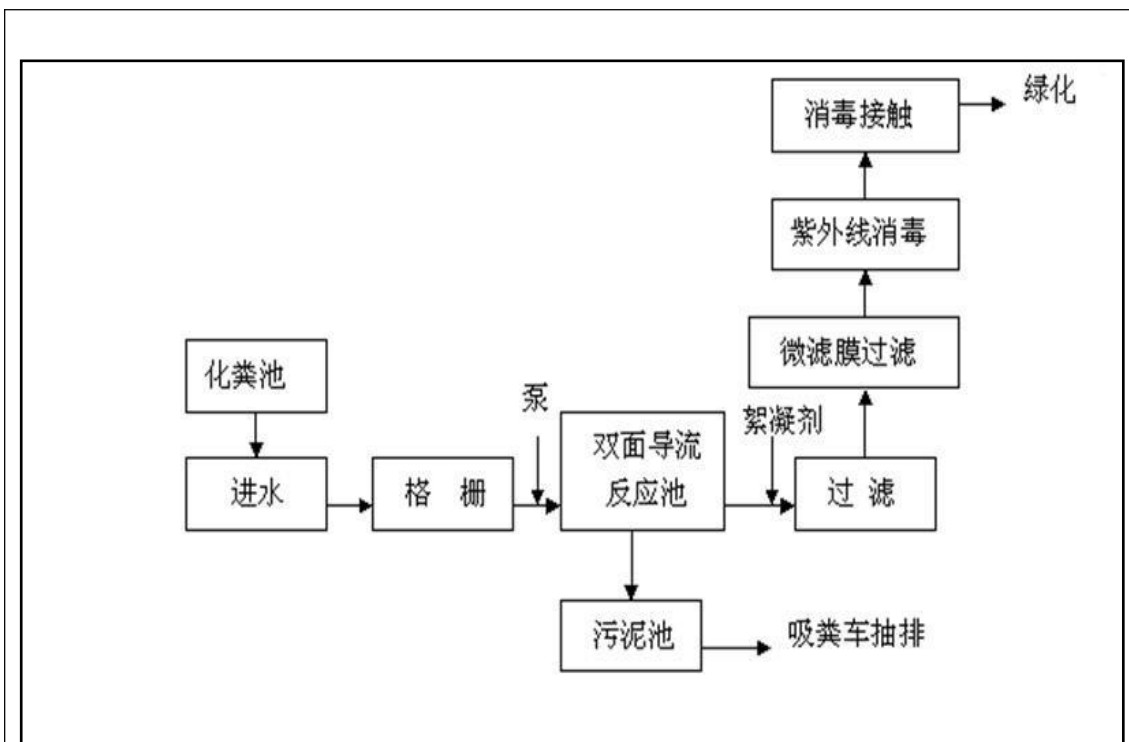 消毒接触
绿化
紫外线消毒
微滤膜过滤
化粪池
泵
絮凝剂
双面导流
反应池
进水
格 栅
过 滤
污泥池
吸粪车抽排